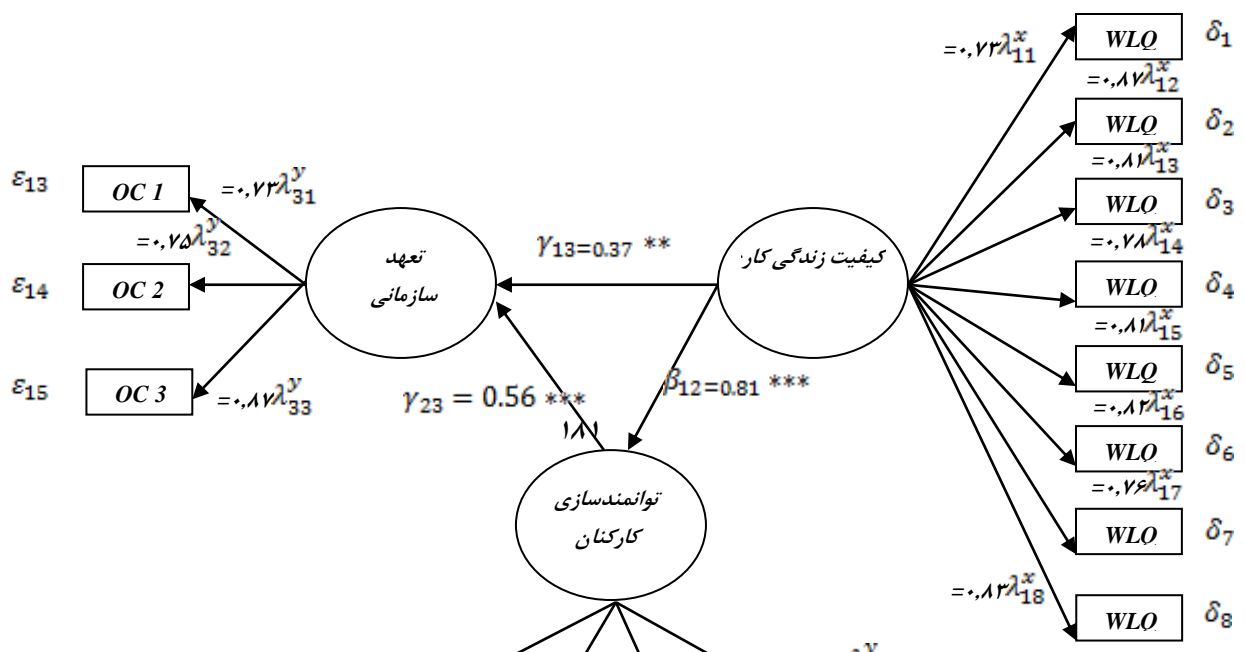 WLQ δ₁
=۰,۷۳λ₁₁ˣ
=۰,۸۷λ₁₂ˣ
WLQ δ₂
=۰,۸۱λ₁₃ˣ
ε₁₃ OC 1 =۰,۷۳λ₃₁ʸ
WLQ δ₃
=۰,۷۵λ₃₂ʸ
تعهد
سازمانی
γ₁₃₌₀.₃₇ **
کیفیت زندگی کار
=۰,۷۸λ₁₄ˣ
ε₁₄ OC 2
WLQ δ₄
=۰,۸۱λ₁₅ˣ
ε₁₅ OC 3 =۰,۸۷λ₃₃ʸ
γ₂₃ = 0.56 ***
β₁₂₌₀.₈₁ ***
WLQ δ₅
=۰,۸۲λ₁₆ˣ
۱۸۱
WLQ δ₆
=۰,۷۶λ₁₇ˣ
توانمندسازی
کارکنان
WLQ δ₇
=۰,۸۳λ₁₈ˣ
WLQ δ₈